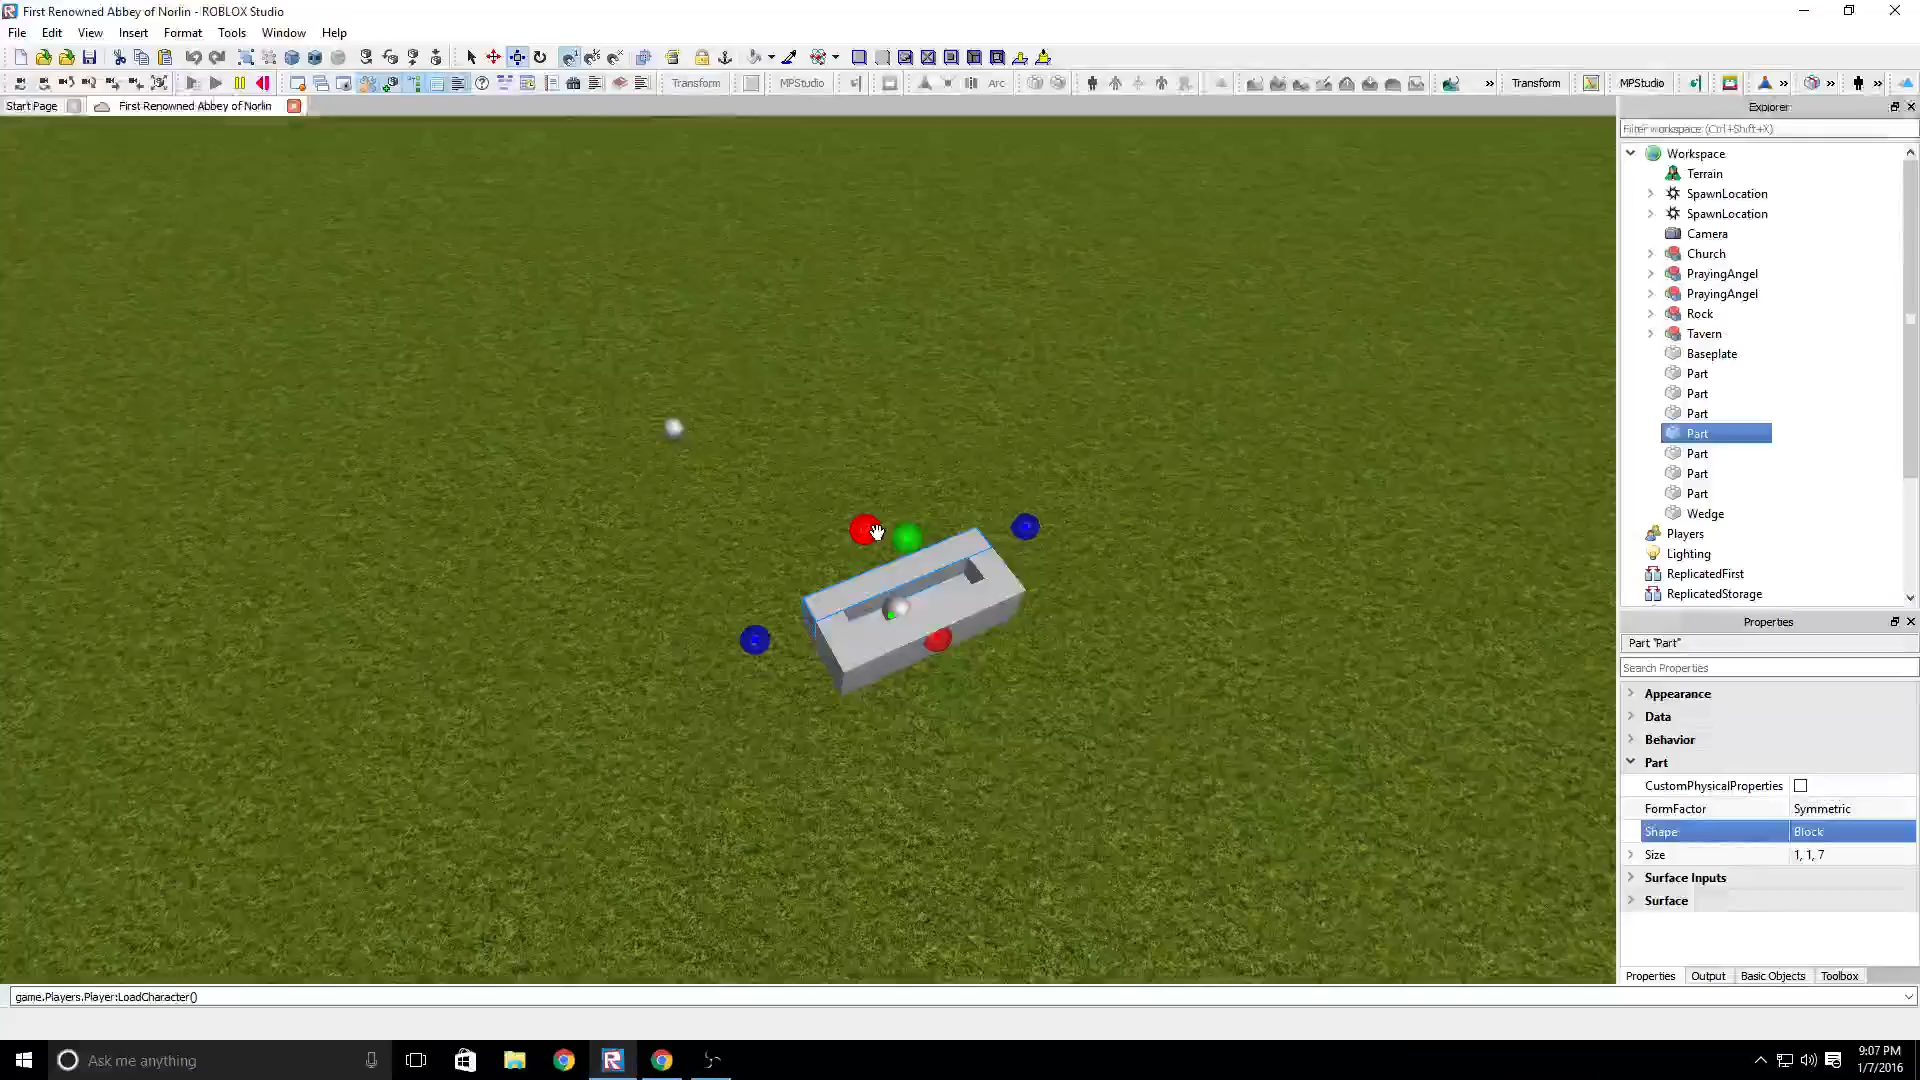 First Renowned Abbey of Norlin - ROBLOX Studio
File Edit View Insert Format Tools Window Help
Transform MPStudio Arc » Transform MPStudio » » »
Start Page First Renowned Abbey of Norlin
Explorer
Filter workspace (Ctrl+Shift+X)
Workspace
Terrain
SpawnLocation
SpawnLocation
Camera
Church
PrayingAngel
PrayingAngel
Rock
Tavern
Baseplate
Part
Part
Part
Part
Part
Part
Part
Wedge
Players
Lighting
ReplicatedFirst
ReplicatedStorage
Properties
Part "Part"
Search Properties
Appearance
Data
Behavior
Part
CustomPhysicalProperties
FormFactor Symmetric
Shape Block
Size 1, 1, 7
Surface Inputs
Surface
Properties Output Basic Objects Toolbox
game.Players.Player:LoadCharacter()
Ask me anything
9:07 PM
1/7/2016